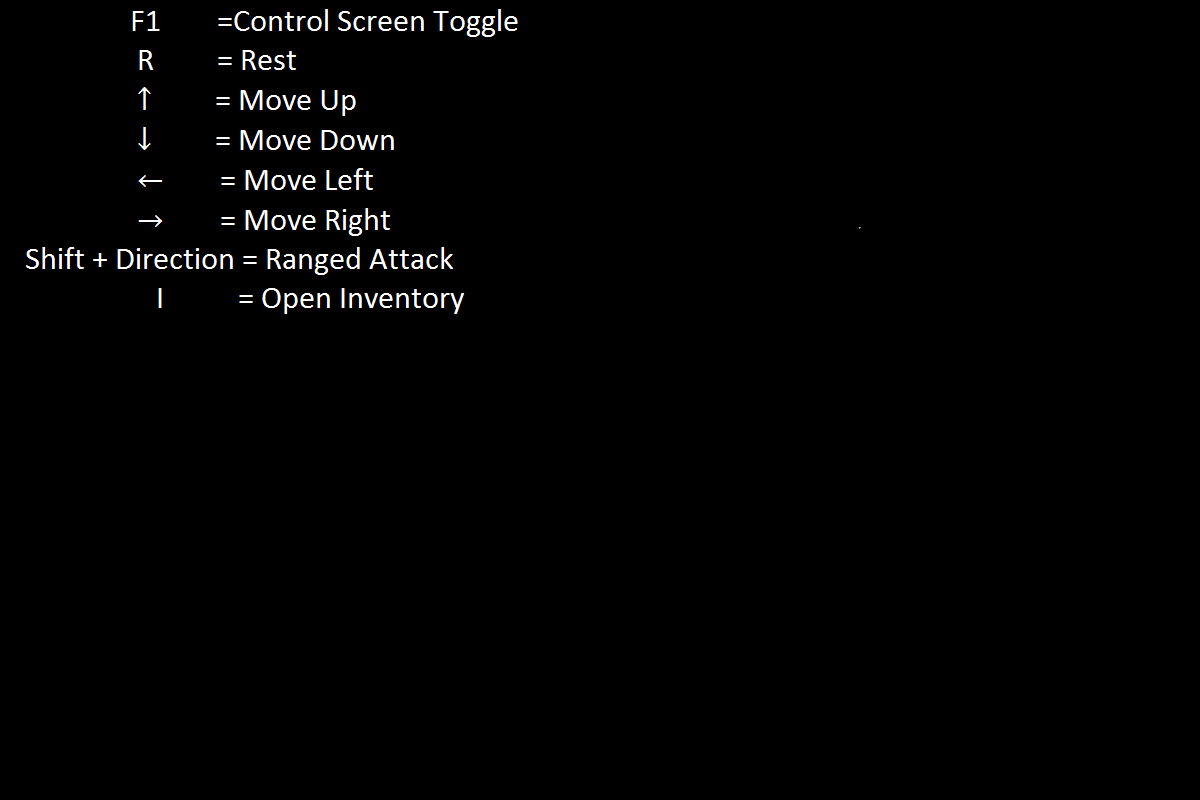 F1 =Control Screen Toggle
R = Rest
↑ = Move Up
↓ = Move Down
← = Move Left
→ = Move Right
Shift + Direction = Ranged Attack
I = Open Inventory